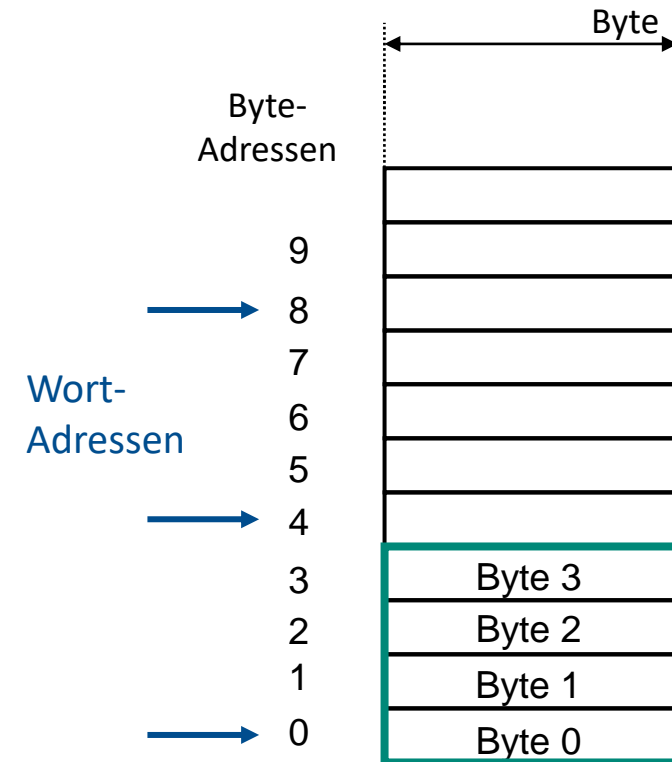 Byte
Byte-
Adressen
9
8
7
Wort-
Adressen
6
5
4
3 Byte 3
2 Byte 2
1 Byte 1
0 Byte 0